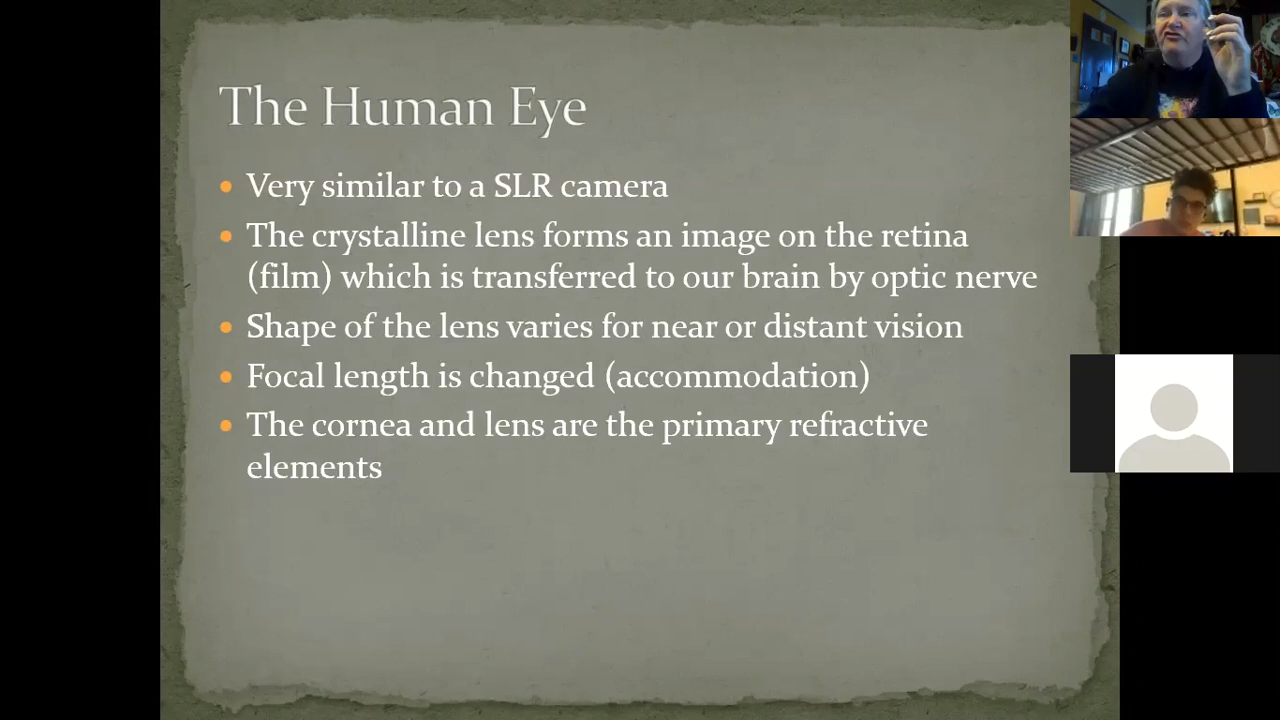 The Human Eye
Very similar to a SLR camera
The crystalline lens forms an image on the retina
(film) which is transferred to our brain by optic nerve
Shape of the lens varies for near or distant vision
Focal length is changed (accommodation)
The cornea and lens are the primary refractive
elements